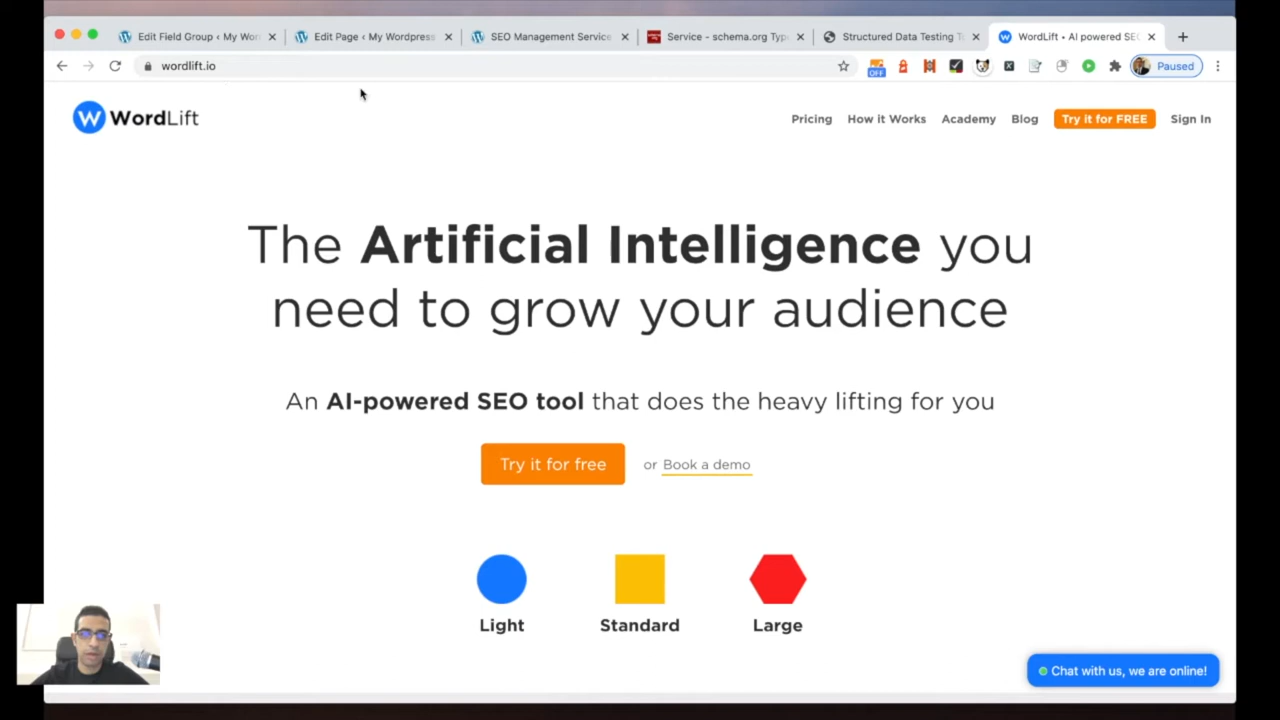 Edit Field Group ‹ My Wor
Edit Page ‹ My Wordpress
SEO Management Service
Service - schema.org Type
Structured Data Testing T
WordLift • AI powered SEO
wordlift.io
OFF
Paused
W WordLift
Pricing
How it Works
Academy
Blog
Try it for FREE
Sign In
The Artificial Intelligence you
need to grow your audience
An AI-powered SEO tool that does the heavy lifting for you
Try it for free
or Book a demo
Light
Standard
Large
Chat with us, we are online!